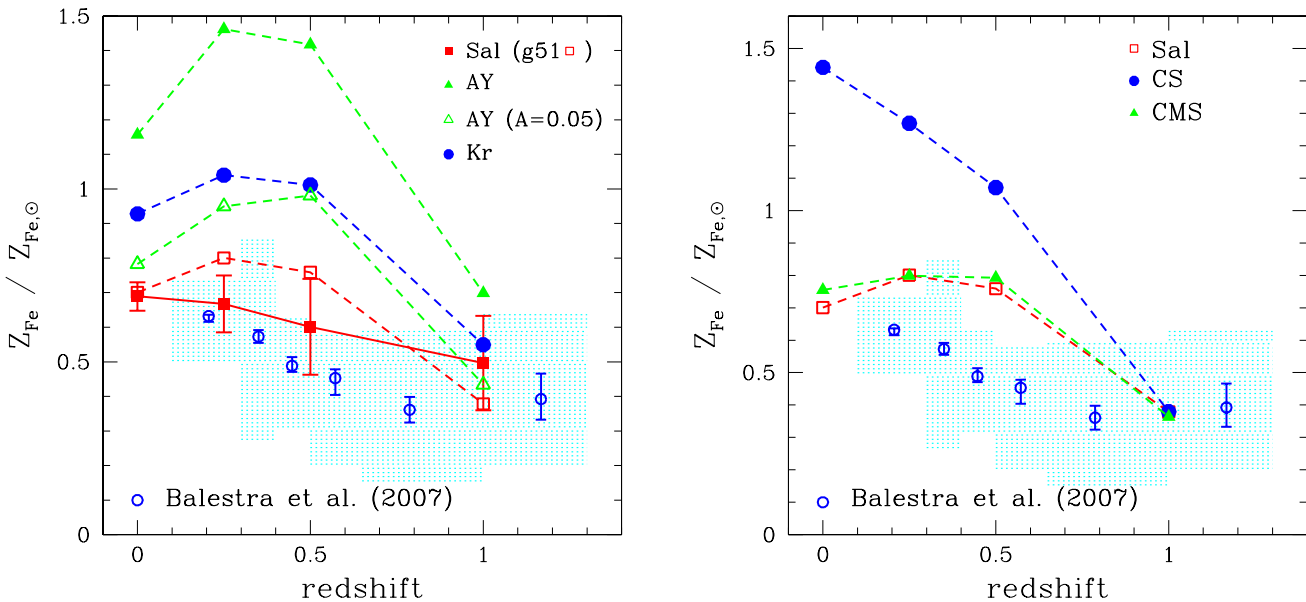 1.5
1
0.5
0
Z_Fe / Z_Fe,⊙
Sal (g51 □ )
AY
AY (A=0.05)
Kr
Balestra et al. (2007)
0 0.5 1
redshift
1.5
1
0.5
0
Z_Fe / Z_Fe,⊙
Sal
CS
CMS
Balestra et al. (2007)
0 0.5 1
redshift